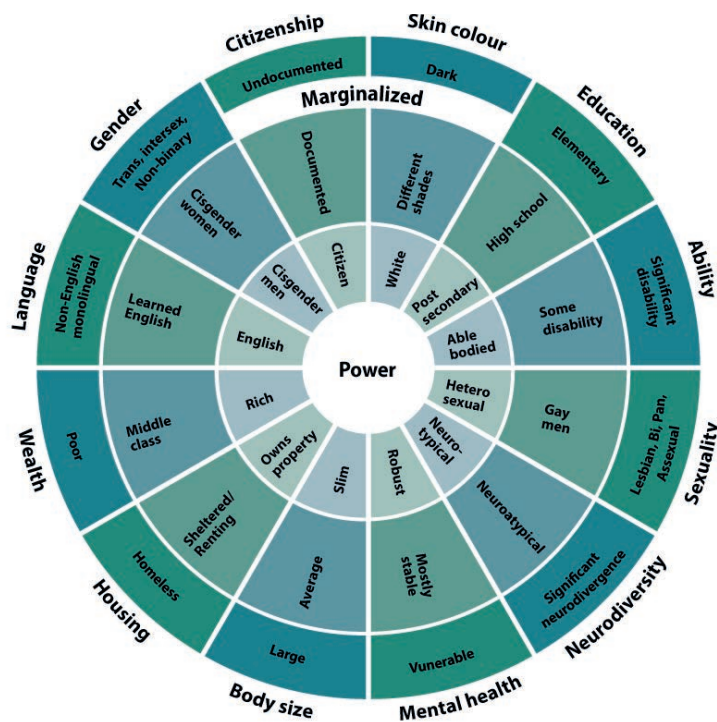 Citizenship
Undocumented
Documented
Citizen
Skin colour
Dark
Different
shades
White
Education
Elementary
High school
Post
secondary
Ability
Significant
disability
Some
disability
Able
bodied
Sexuality
Lesbian, Bi, Pan,
Assexual
Gay
men
Hetero
sexual
Neurodiversity
Significant
neurodivergence
Neuroatypical
Neuro-
typical
Mental health
Vunerable
Mostly
stable
Robust
Body size
Large
Average
Slim
Housing
Homeless
Sheltered/
Renting
Owns
property
Wealth
Poor
Middle
class
Rich
Language
Non-English
monolingual
Learned
English
English
Gender
Trans, intersex,
Non-binary
Cisgender
women
Cisgender
men
Marginalized
Power